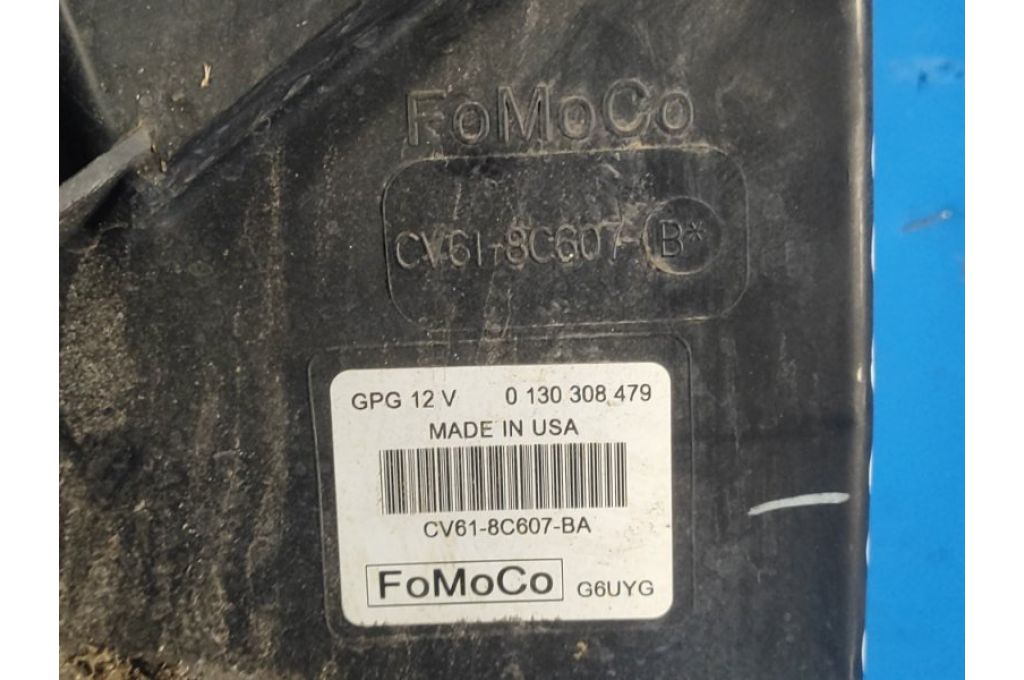 FoMoCo
CV61-8C607-B*
GPG 12 V 0 130 308 479
MADE IN USA
CV61-8C607-BA
FoMoCo G6UYG